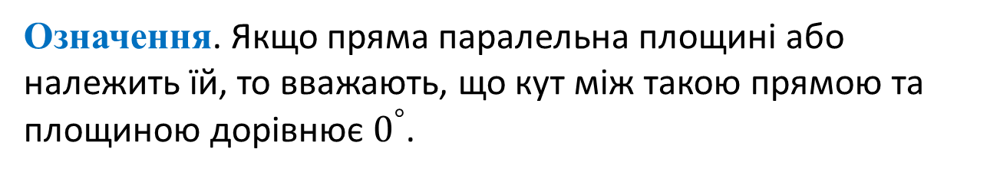 Означення. Якщо пряма паралельна площині або
належить їй, то вважають, що кут між такою прямою та
площиною дорівнює 0°.